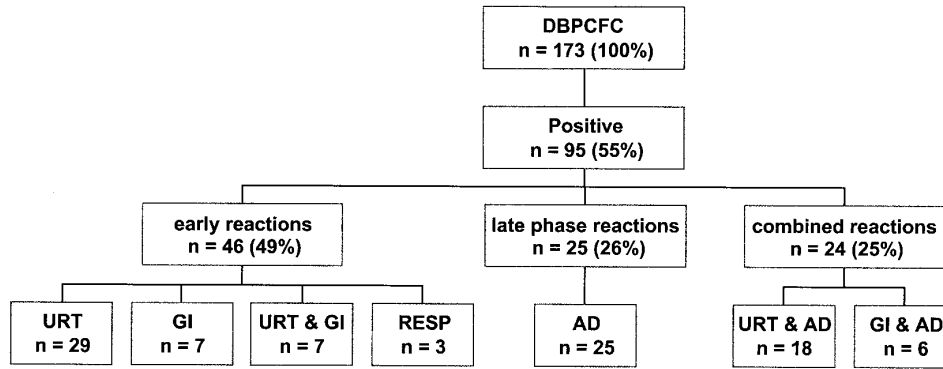 DBPCFC
n = 173 (100%)
Positive
n = 95 (55%)
early reactions
n = 46 (49%)
late phase reactions
n = 25 (26%)
combined reactions
n = 24 (25%)
URT
n = 29
GI
n = 7
URT & GI
n = 7
RESP
n = 3
AD
n = 25
URT & AD
n = 18
GI & AD
n = 6